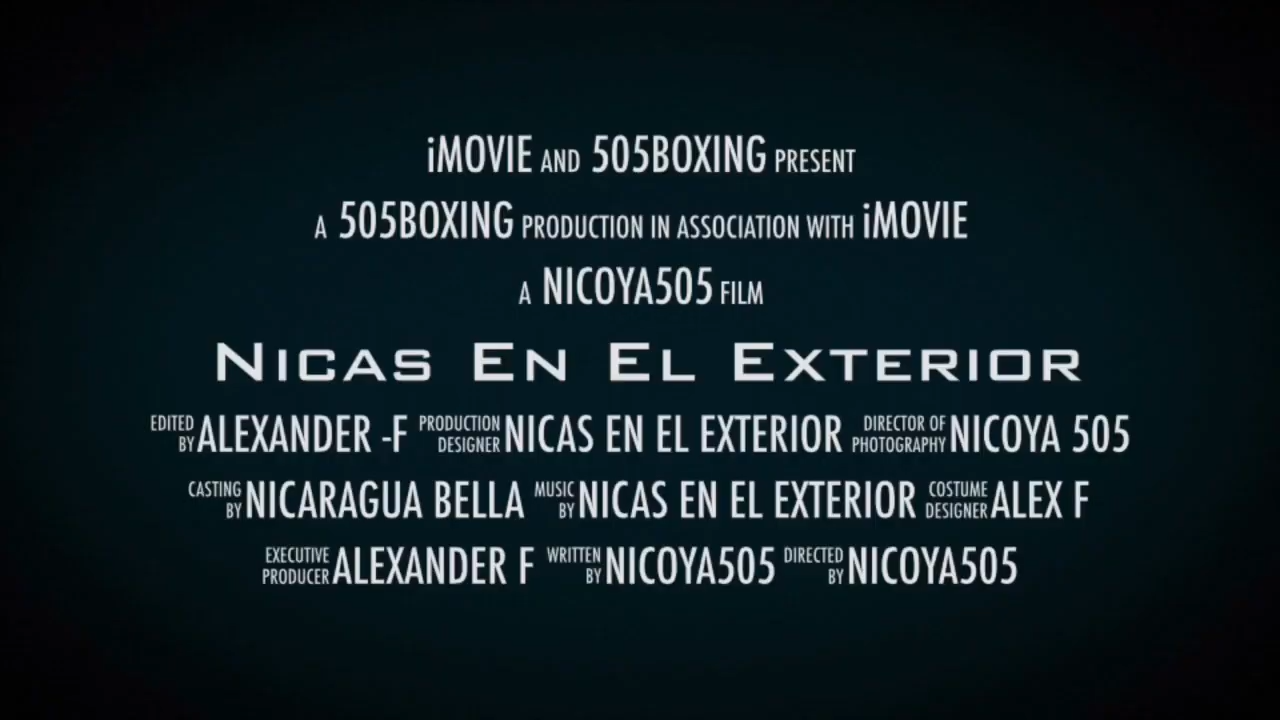 iMOVIE AND 505BOXING PRESENT
A 505BOXING PRODUCTION IN ASSOCIATION WITH iMOVIE
A NICOYA505 FILM
NICAS EN EL EXTERIOR
EDITED BY ALEXANDER -F PRODUCTION DESIGNER NICAS EN EL EXTERIOR DIRECTOR OF PHOTOGRAPHY NICOYA 505
CASTING BY NICARAGUA BELLA MUSIC BY NICAS EN EL EXTERIOR COSTUME DESIGNER ALEX F
EXECUTIVE PRODUCER ALEXANDER F WRITTEN BY NICOYA505 DIRECTED BY NICOYA505